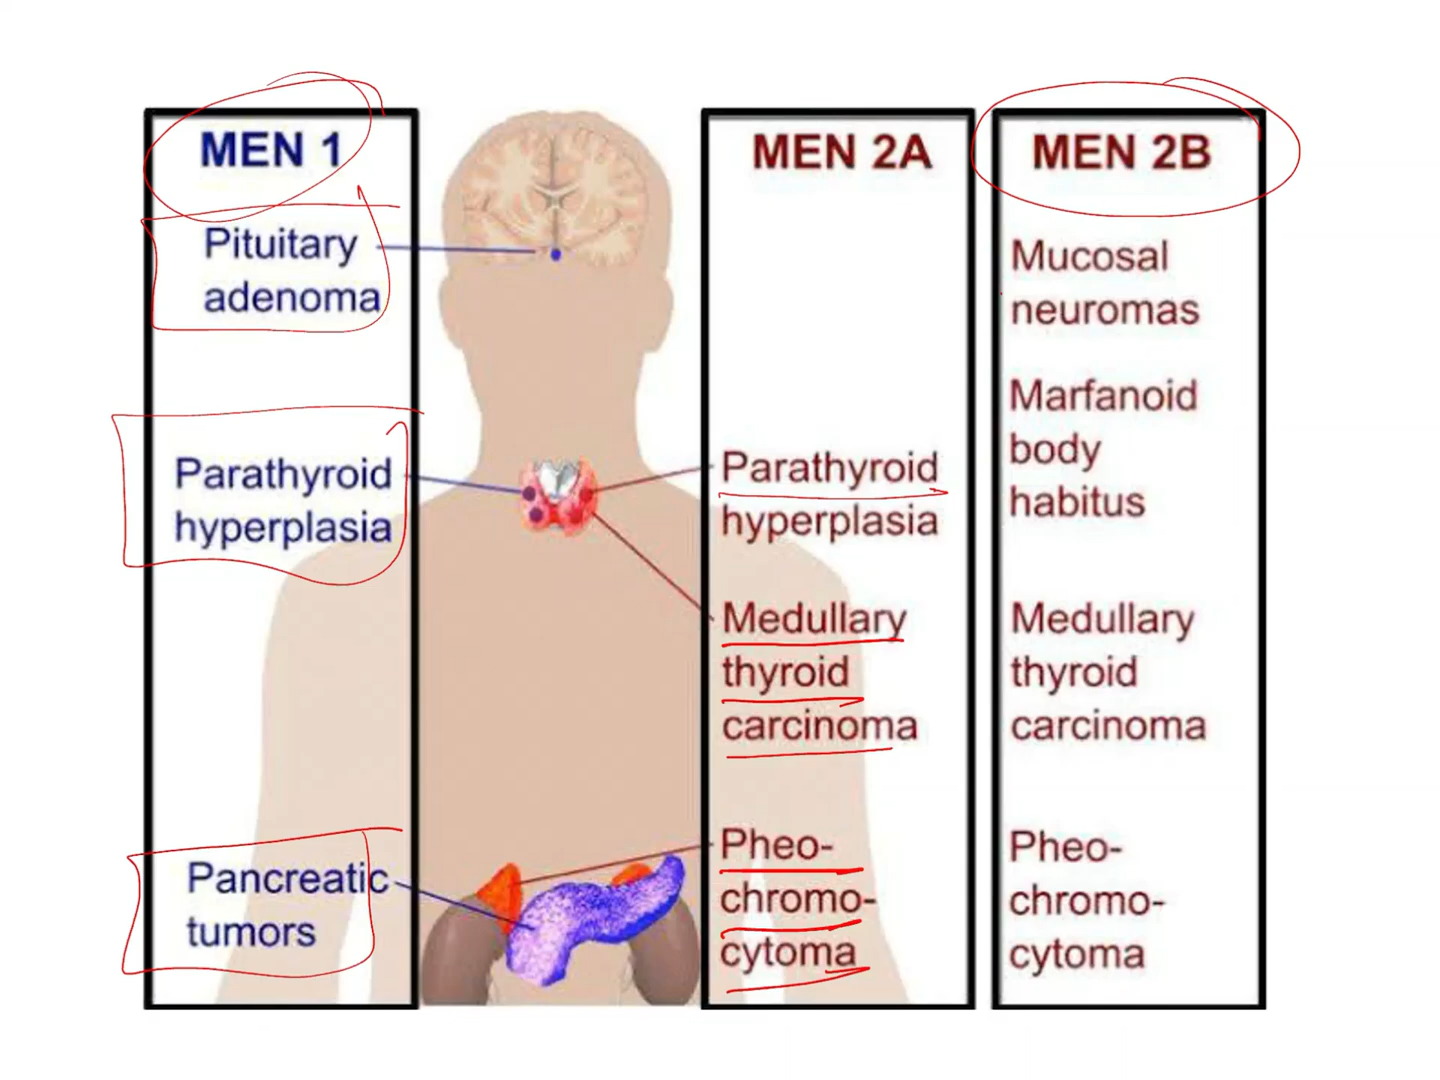 MEN 1
Pituitary
adenoma
Parathyroid
hyperplasia
Pancreatic
tumors
MEN 2A
Parathyroid
hyperplasia
Medullary
thyroid
carcinoma
Pheo-
chromo-
cytoma
MEN 2B
Mucosal
neuromas
Marfanoid
body
habitus
Medullary
thyroid
carcinoma
Pheo-
chromo-
cytoma